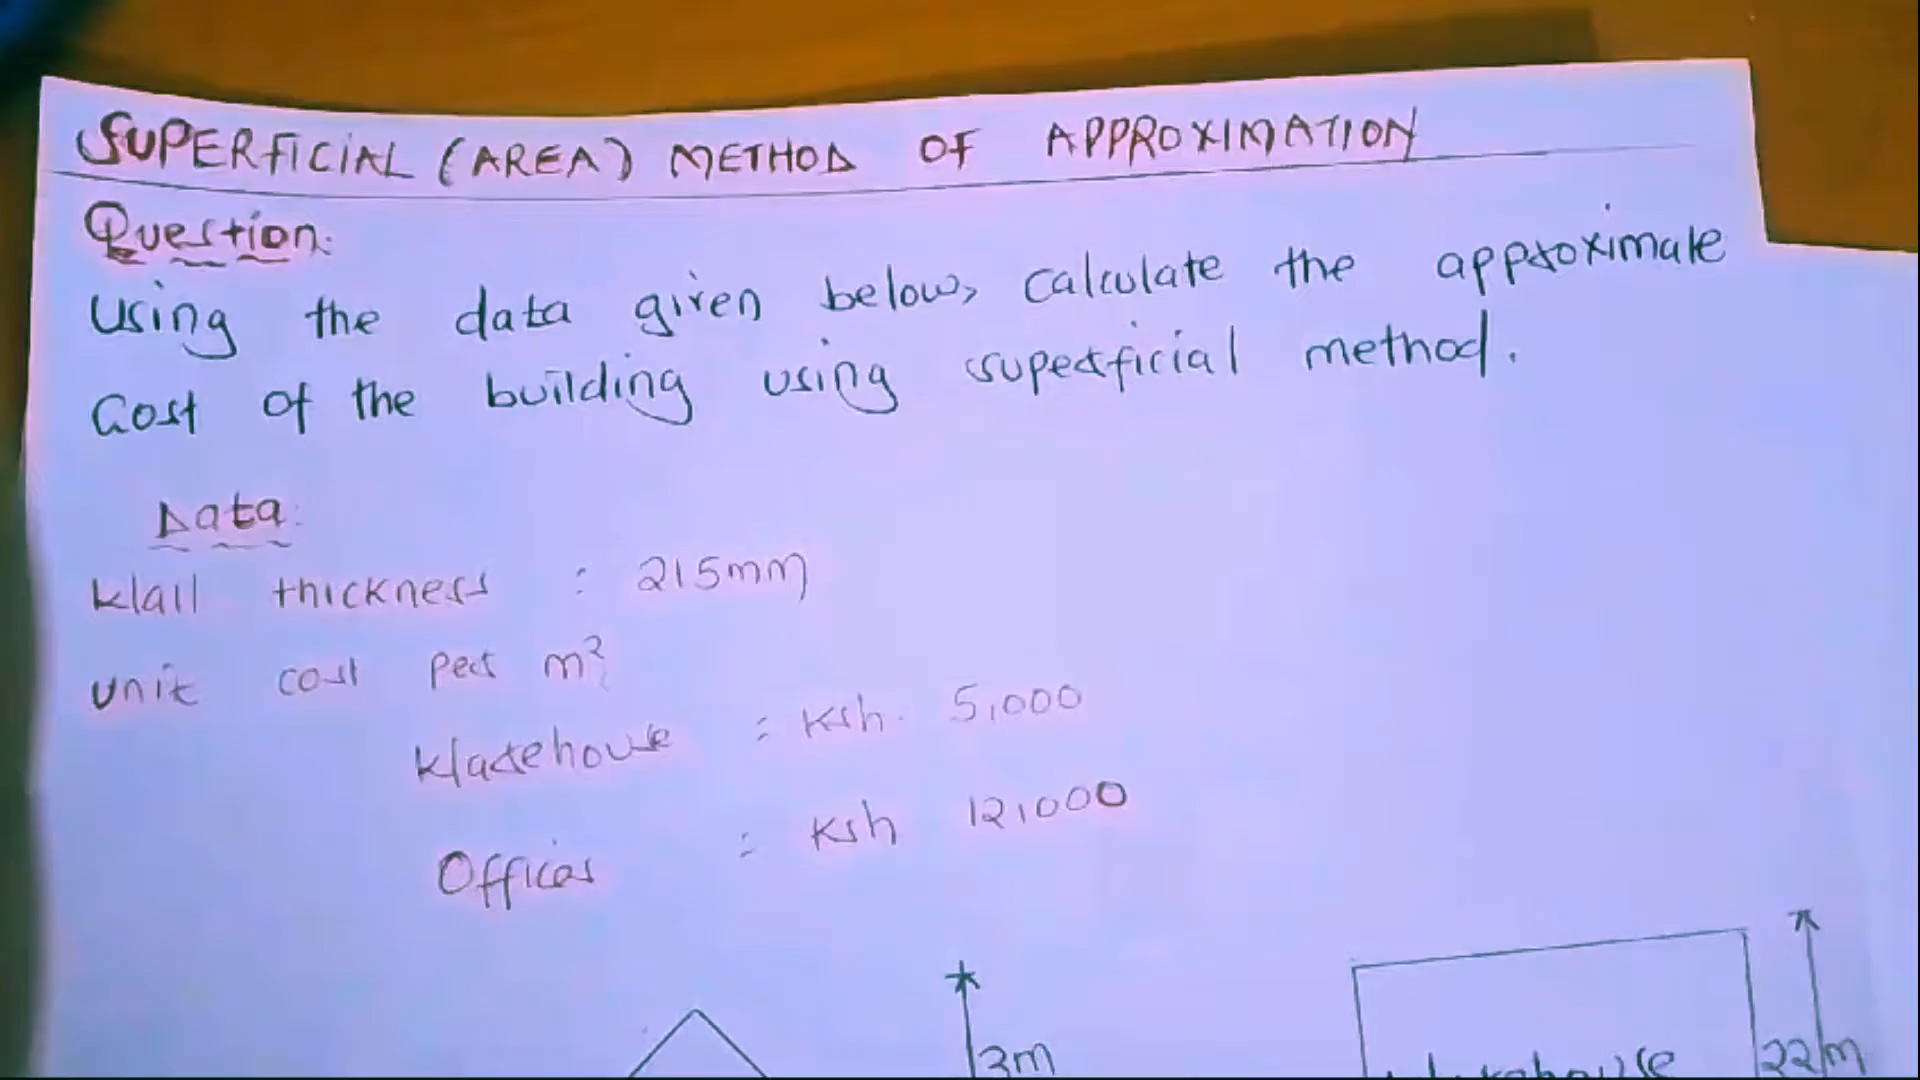 SUPERFICIAL (AREA) METHOD OF APPROXIMATION
Question:
Using the data given below, calculate the approximate
Cost of the building using superficial method.
Data:
Wall thickness : 215mm
unit cost per m²
Warehouse : Ksh. 5,000
Offices : Ksh 12,000
3m
Warehouse
22m